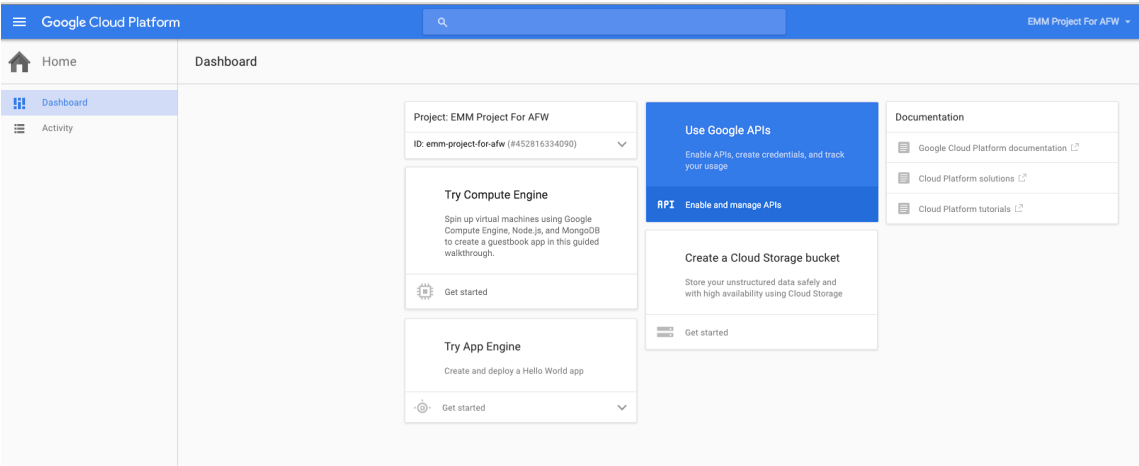 Google Cloud Platform
EMM Project For AFW
Home
Dashboard
Dashboard
Activity
Project: EMM Project For AFW
ID: emm-project-for-afw (#452816334090)
Try Compute Engine
Spin up virtual machines using Google
Compute Engine, Node.js, and MongoDB
to create a guestbook app in this guided
walkthrough.
Get started
Try App Engine
Create and deploy a Hello World app
Get started
Use Google APIs
Enable APIs, create credentials, and track
your usage
API Enable and manage APIs
Create a Cloud Storage bucket
Store your unstructured data safely and
with high availability using Cloud Storage
Get started
Documentation
Google Cloud Platform documentation
Cloud Platform solutions
Cloud Platform tutorials